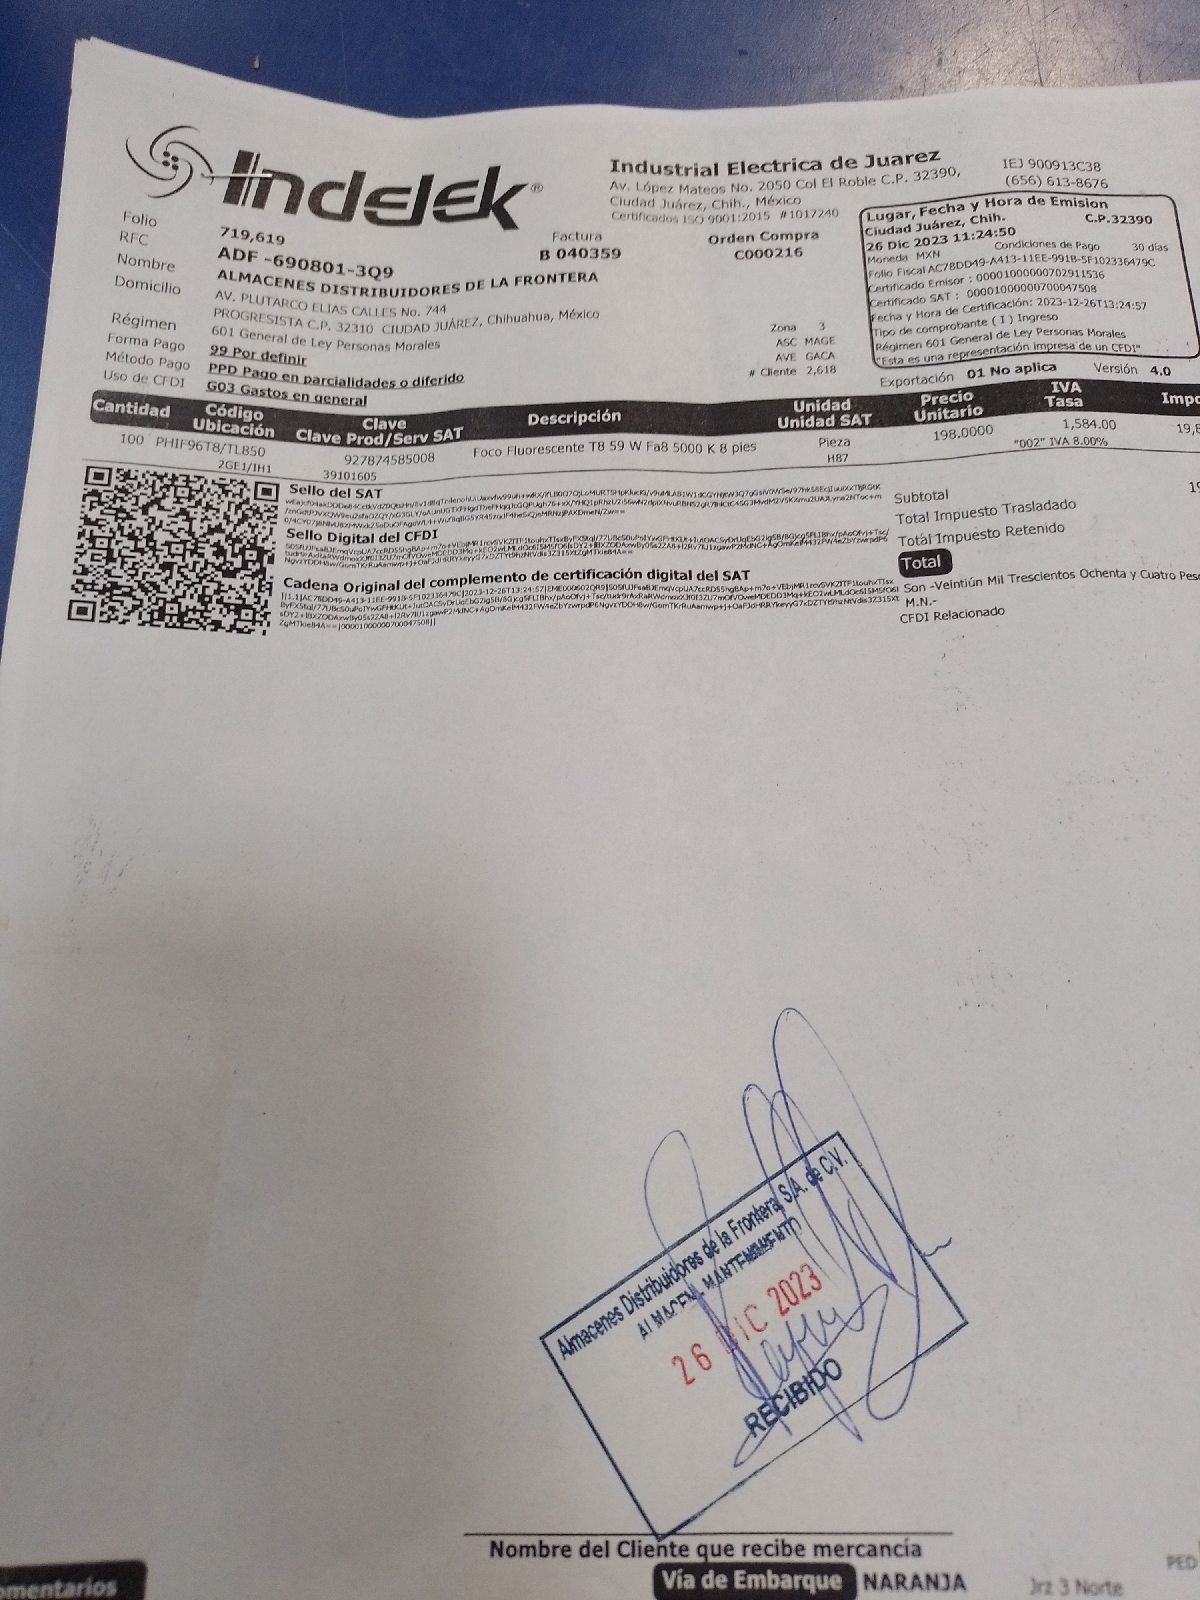 Indelek®
Industrial Electrica de Juarez
Av. López Mateos No. 2050 Col El Roble C.P. 32390,
Ciudad Juárez, Chih., México
Certificados ISO 9001:2015 #1017240
IEJ 900913C38
(656) 613-8676
Folio 719,619
Factura
B 040359
Orden Compra
C000216
RFC ADF -690801-3Q9
Nombre ALMACENES DISTRIBUIDORES DE LA FRONTERA
Domicilio AV. PLUTARCO ELIAS CALLES No. 744
PROGRESISTA C.P. 32310 CIUDAD JUÁREZ, Chihuahua, México
Régimen 601 General de Ley Personas Morales
Forma Pago 99 Por definir
Método Pago PPD Pago en parcialidades o diferido
Uso de CFDI G03 Gastos en general
Zona 3
ASC MAGE
AVE GACA
# Cliente 2,618
Lugar, Fecha y Hora de Emision
Ciudad Juárez, Chih. C.P.32390
26 Dic 2023 11:24:50
Condiciones de Pago 30 días
Moneda MXN
Folio Fiscal AC78DD49-A413-11EE-991B-5F102336479C
Certificado Emisor : 00001000000702911536
Certificado SAT : 00001000000700047508
Fecha y Hora de Certificación: 2023-12-26T13:24:57
Tipo de comprobante ( I ) Ingreso
Régimen 601 General de Ley Personas Morales
"Esta es una representación impresa de un CFDI"
Exportación 01 No aplica Versión 4.0
Cantidad Código Ubicación Clave Clave Prod/Serv SAT Descripción Unidad Unidad SAT Precio Unitario IVA Tasa Impo
100 PHIF96T8/TL850 927874585008 Foco Fluorescente T8 59 W Fa8 5000 K 8 pies Pieza 198.0000 1,584.00 19,8
2GE1/IH1 39101605 H87 "002" IVA 8.00%
Sello del SAT
Sello Digital del CFDI
Cadena Original del complemento de certificación digital del SAT
Subtotal 19
Total Impuesto Trasladado
Total Impuesto Retenido
Total
Son -Veintiún Mil Trescientos Ochenta y Cuatro Pes
M.N.-
CFDI Relacionado
Almacenes Distribuidores de la Frontera, S.A. de C.V.
ALMACEN MANTENIMIENTO
26 DIC 2023
RECIBIDO
Nombre del Cliente que recibe mercancía
omentarios
Vía de Embarque NARANJA
Jrz 3 Norte
PED